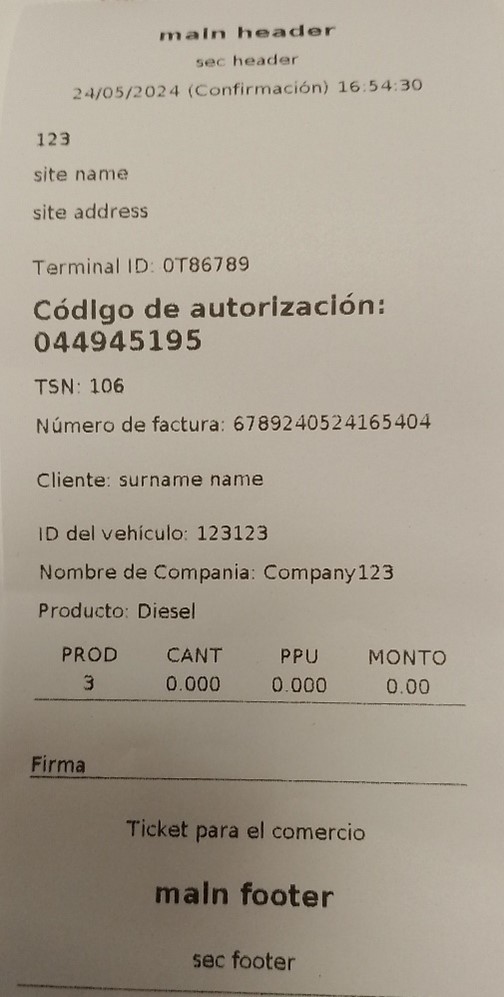 main header
sec header
24/05/2024 (Confirmación) 16:54:30
123
site name
site address
Terminal ID: 0T86789
Código de autorización:
044945195
TSN: 106
Número de factura: 6789240524165404
Cliente: surname name
ID del vehículo: 123123
Nombre de Compania: Company123
Producto: Diesel
PROD CANT PPU MONTO
3 0.000 0.000 0.00
Firma
Ticket para el comercio
main footer
sec footer